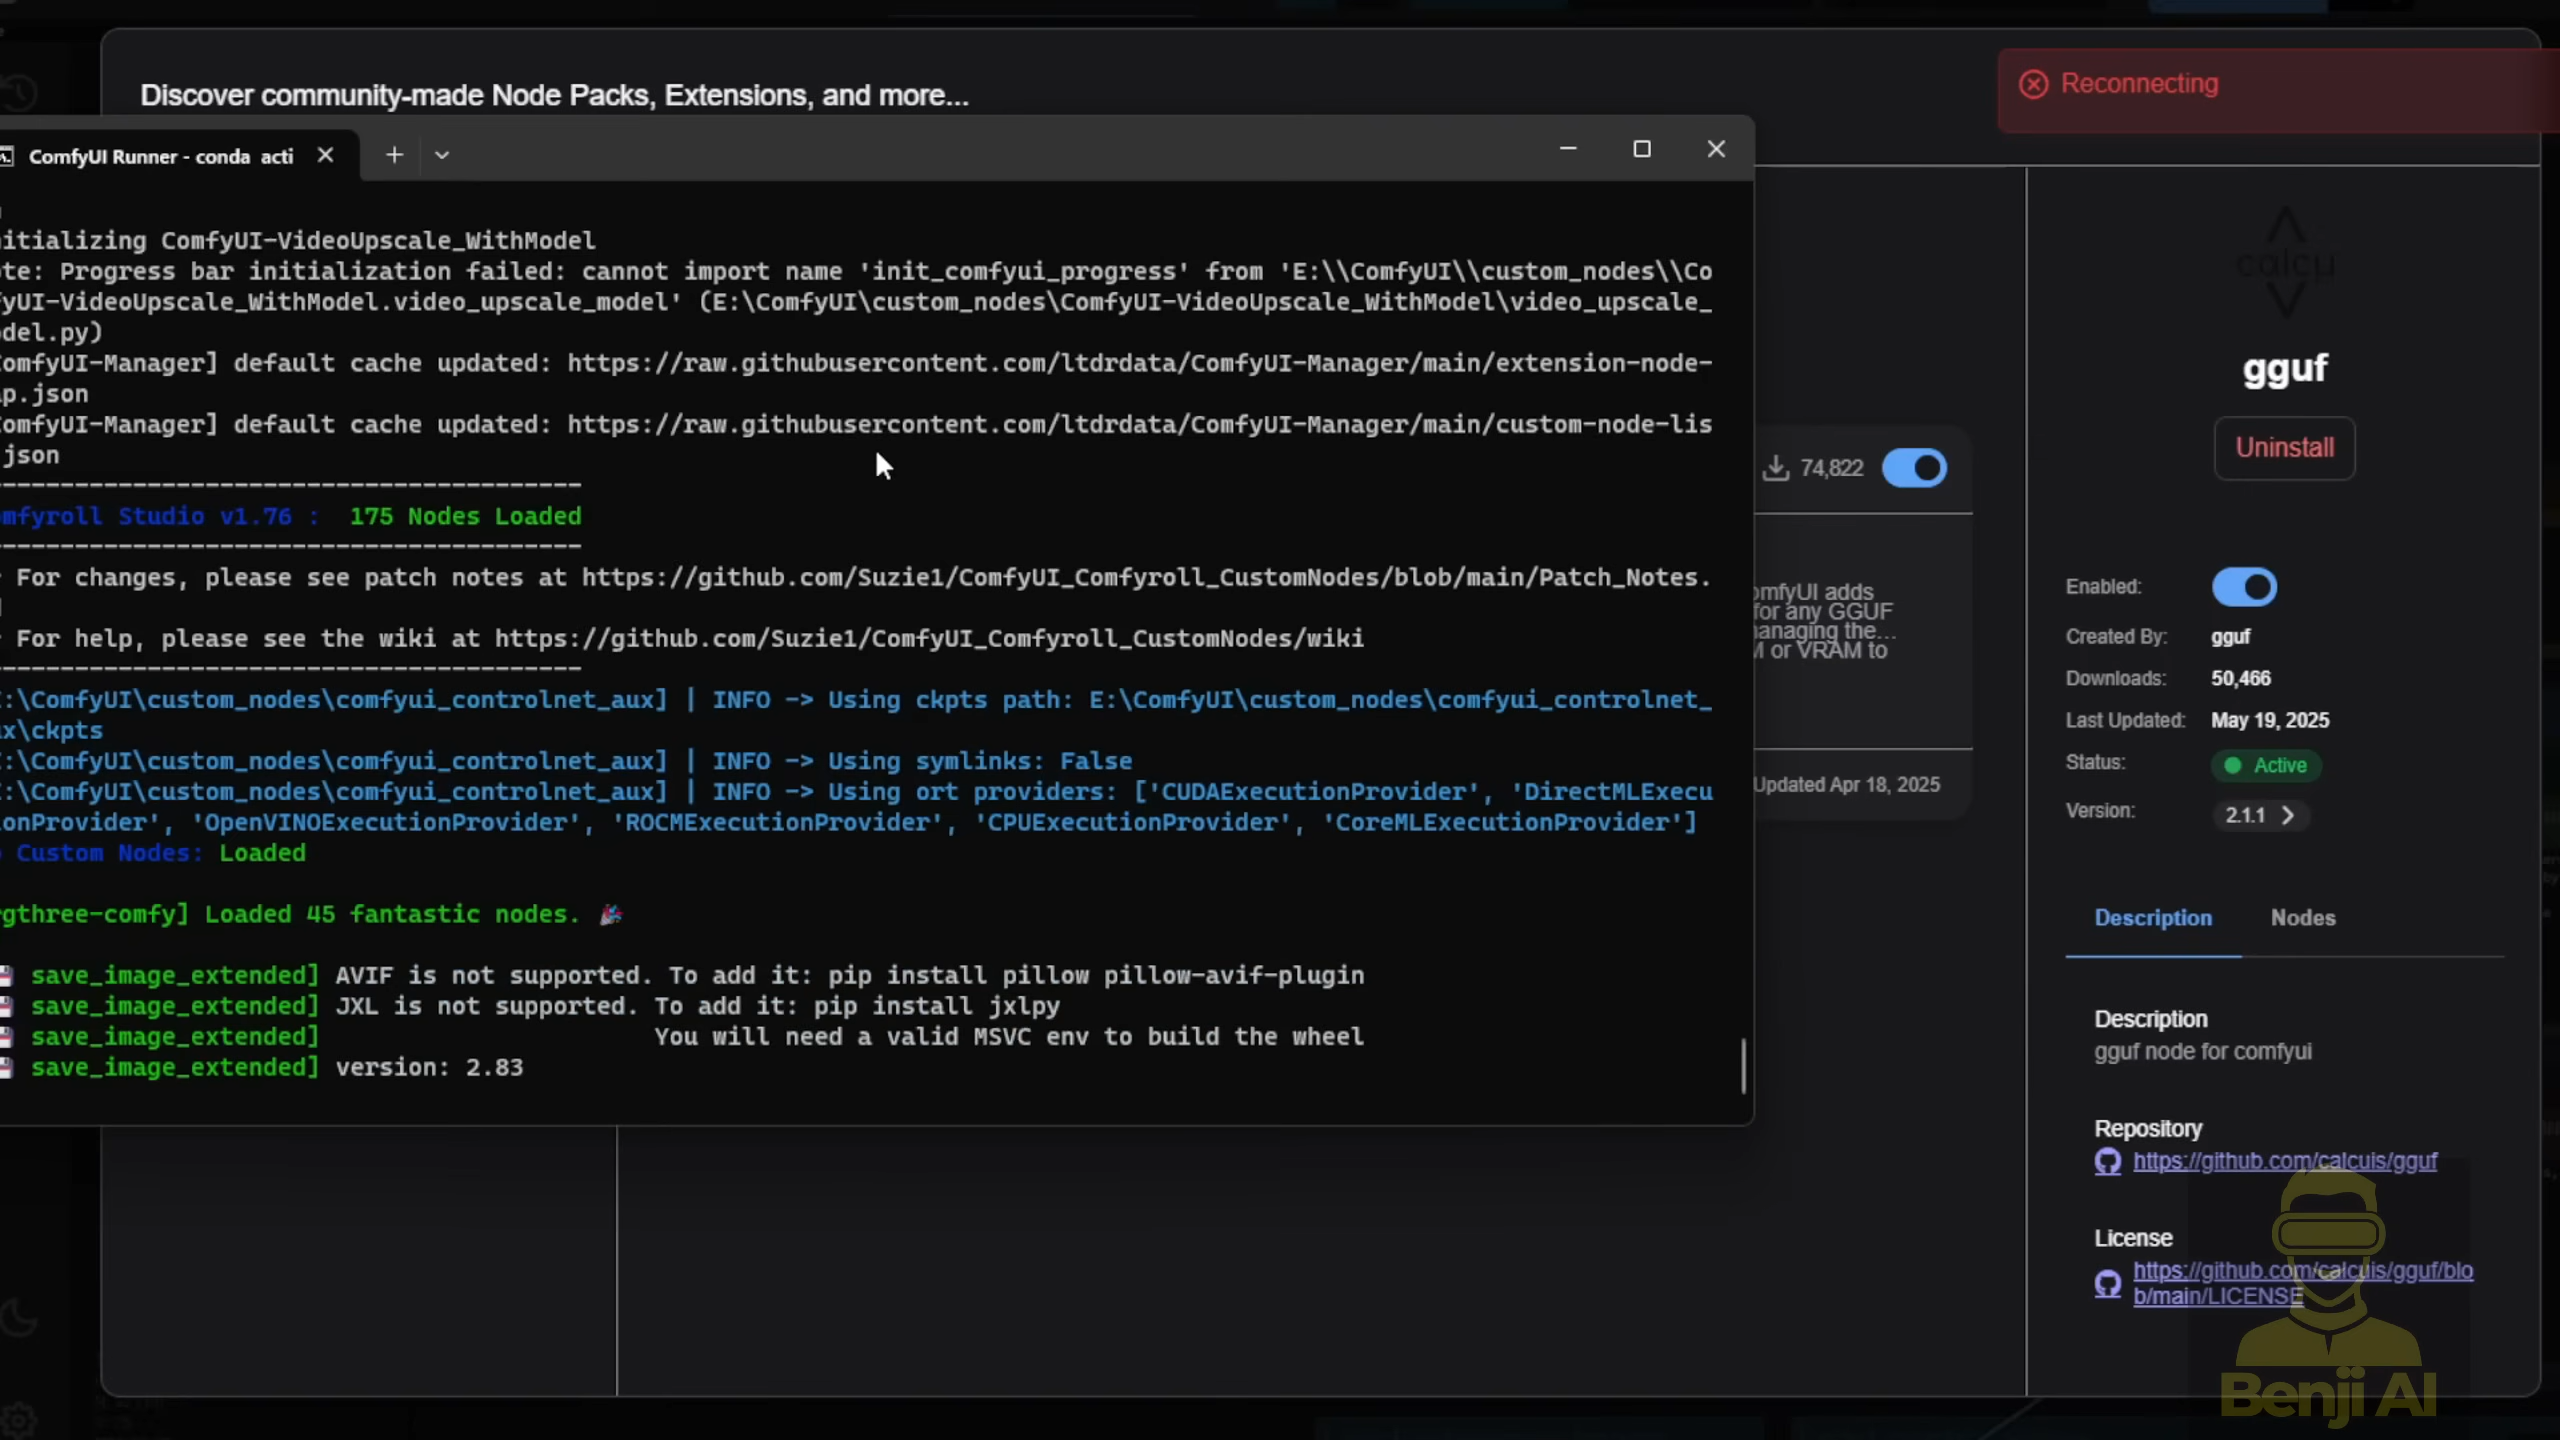 Discover community-made Node Packs, Extensions, and more...
Reconnecting
ComfyUI Runner - conda acti
itializing ComfyUI-VideoUpscale_WithModel
te: Progress bar initialization failed: cannot import name 'init_comfyui_progress' from 'E:\\ComfyUI\\custom_nodes\\Co
yUI-VideoUpscale_WithModel.video_upscale_model' (E:\ComfyUI\custom_nodes\ComfyUI-VideoUpscale_WithModel\video_upscale_
del.py)
omfyUI-Manager] default cache updated: https://raw.githubusercontent.com/ltdrdata/ComfyUI-Manager/main/extension-node-
p.json
omfyUI-Manager] default cache updated: https://raw.githubusercontent.com/ltdrdata/ComfyUI-Manager/main/custom-node-lis
.json
----------------------------------------
mfyroll Studio v1.76 :  175 Nodes Loaded
----------------------------------------
For changes, please see patch notes at https://github.com/Suzie1/ComfyUI_Comfyroll_CustomNodes/blob/main/Patch_Notes.
For help, please see the wiki at https://github.com/Suzie1/ComfyUI_Comfyroll_CustomNodes/wiki
----------------------------------------
:\ComfyUI\custom_nodes\comfyui_controlnet_aux] | INFO -> Using ckpts path: E:\ComfyUI\custom_nodes\comfyui_controlnet_
x\ckpts
:\ComfyUI\custom_nodes\comfyui_controlnet_aux] | INFO -> Using symlinks: False
:\ComfyUI\custom_nodes\comfyui_controlnet_aux] | INFO -> Using ort providers: ['CUDAExecutionProvider', 'DirectMLExecu
onProvider', 'OpenVINOExecutionProvider', 'ROCMExecutionProvider', 'CPUExecutionProvider', 'CoreMLExecutionProvider']
Custom Nodes: Loaded
gthree-comfy] Loaded 45 fantastic nodes. 🎉
save_image_extended] AVIF is not supported. To add it: pip install pillow pillow-avif-plugin
save_image_extended] JXL is not supported. To add it: pip install jxlpy
save_image_extended] You will need a valid MSVC env to build the wheel
save_image_extended] version: 2.83
74,822
omfyUI adds
for any GGUF
anaging the...
M or VRAM to
Updated Apr 18, 2025
calcu
gguf
Uninstall
Enabled:
Created By: gguf
Downloads: 50,466
Last Updated: May 19, 2025
Status: Active
Version: 2.1.1
Description Nodes
Description
gguf node for comfyui
Repository
https://github.com/calcuis/gguf
License
https://github.com/calcuis/gguf/blo
b/main/LICENSE
Benji AI